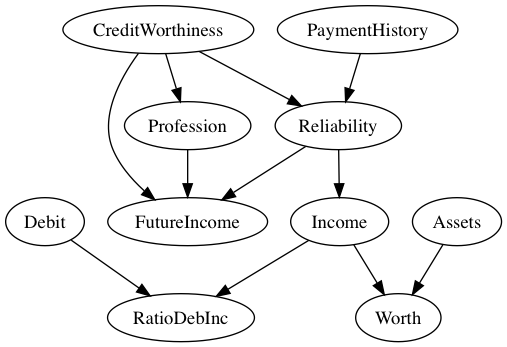 CreditWorthiness
PaymentHistory
Profession
Reliability
Debit
FutureIncome
Income
Assets
RatioDebInc
Worth